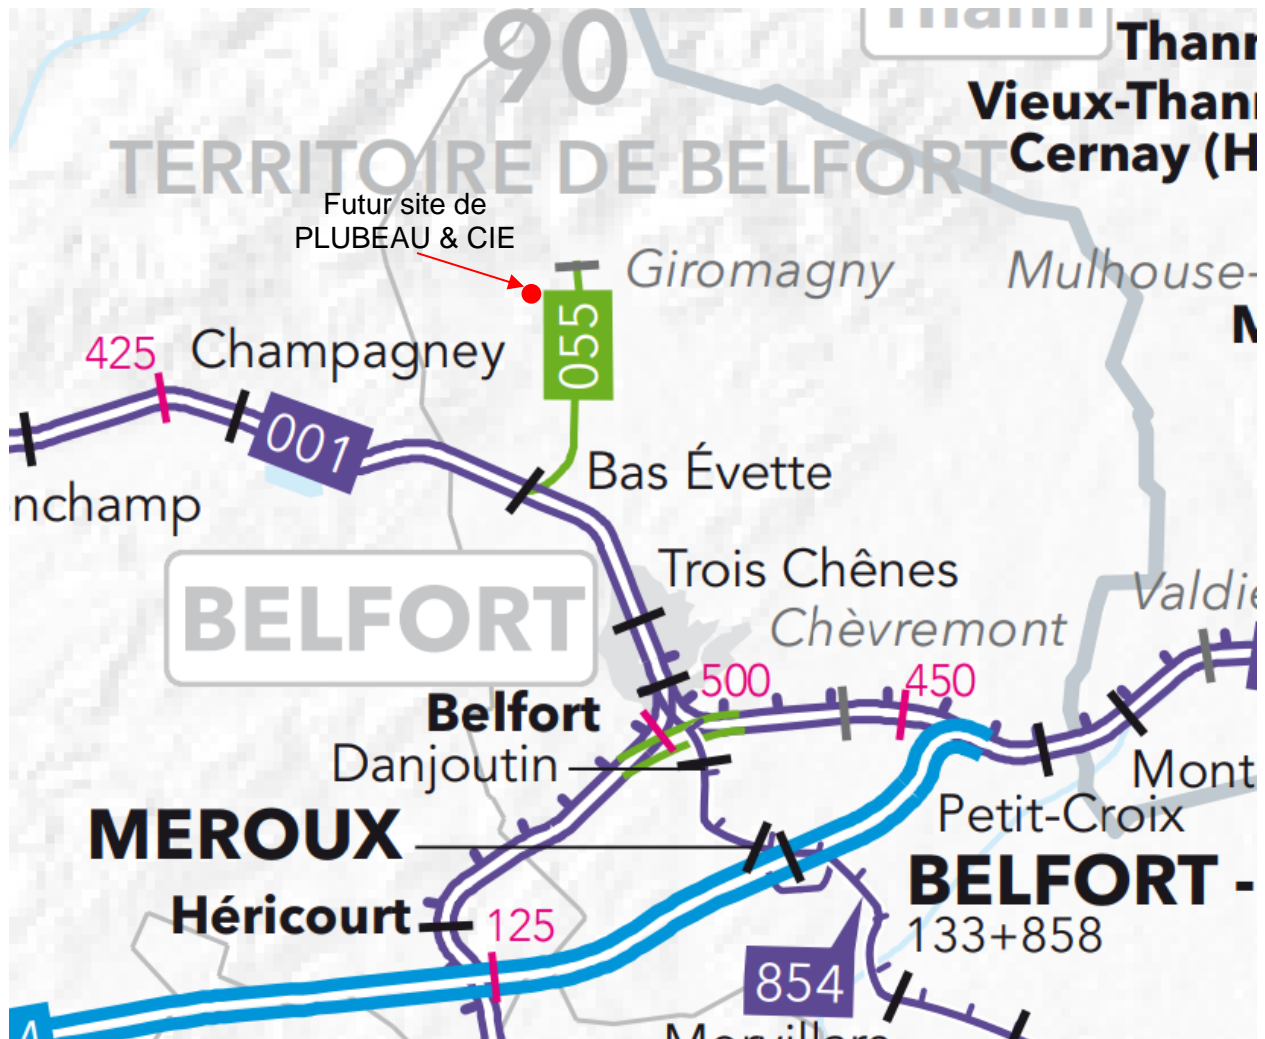 90
Thann
Vieux-Thann
Cernay (H
TERRITOIRE DE BELFORT
Futur site de
PLUBEAU & CIE
Giromagny
Mulhouse-
M
055
425
Champagney
001
Bas Évette
nchamp
Trois Chênes
BELFORT
Valdie
Chèvremont
500
450
Belfort
Danjoutin
Mont
Petit-Croix
MEROUX
BELFORT -
Héricourt
125
133+858
854